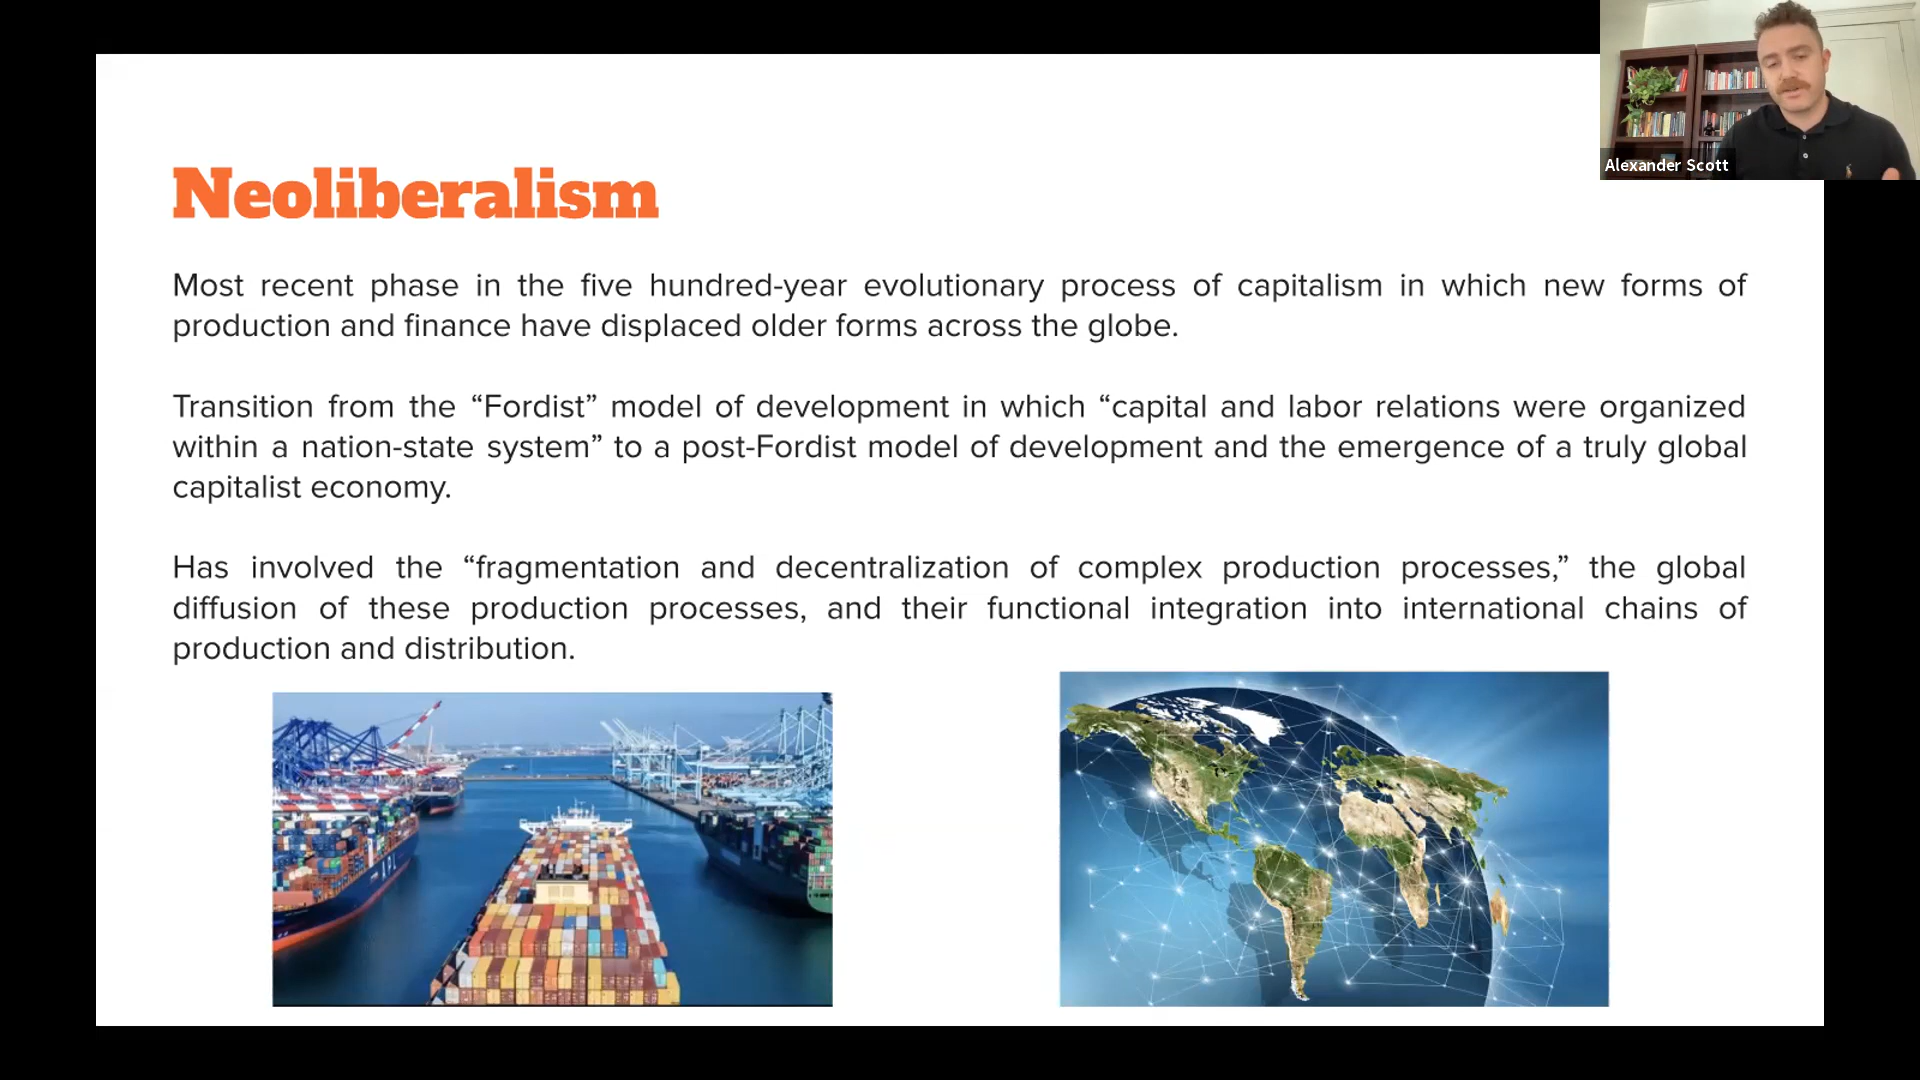 Alexander Scott
Neoliberalism
Most recent phase in the five hundred-year evolutionary process of capitalism in which new forms of
production and finance have displaced older forms across the globe.
Transition from the “Fordist” model of development in which “capital and labor relations were organized
within a nation-state system” to a post-Fordist model of development and the emergence of a truly global
capitalist economy.
Has involved the “fragmentation and decentralization of complex production processes,” the global
diffusion of these production processes, and their functional integration into international chains of
production and distribution.